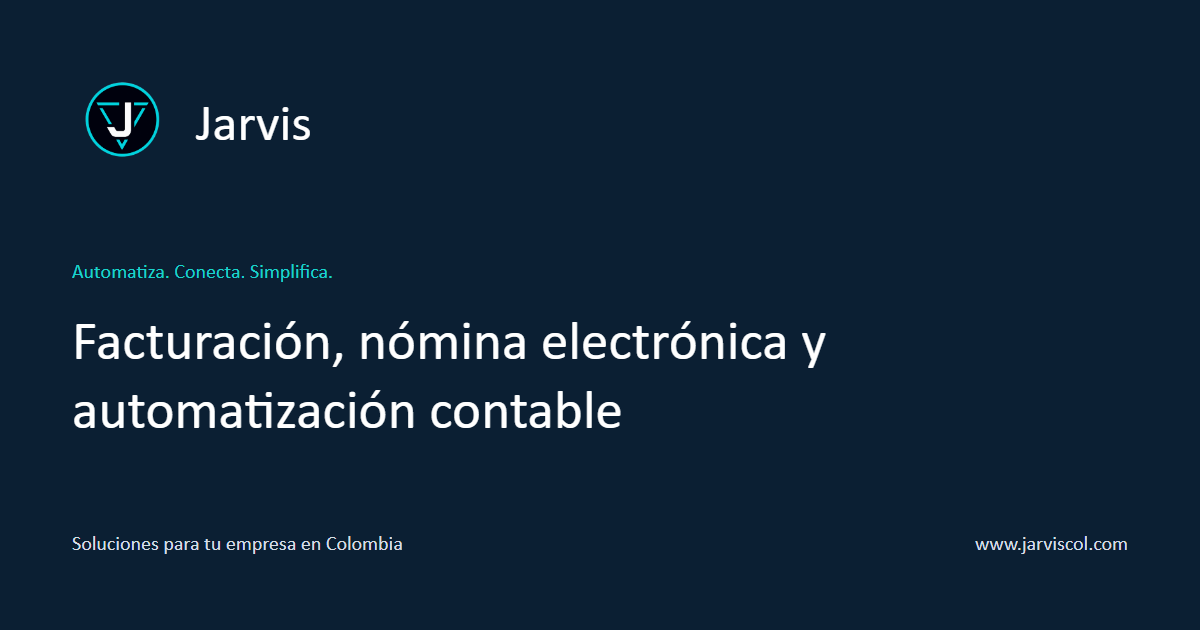 J
Jarvis
Automatiza. Conecta. Simplifica.
Facturación, nómina electrónica y
automatización contable
Soluciones para tu empresa en Colombia
www.jarviscol.com